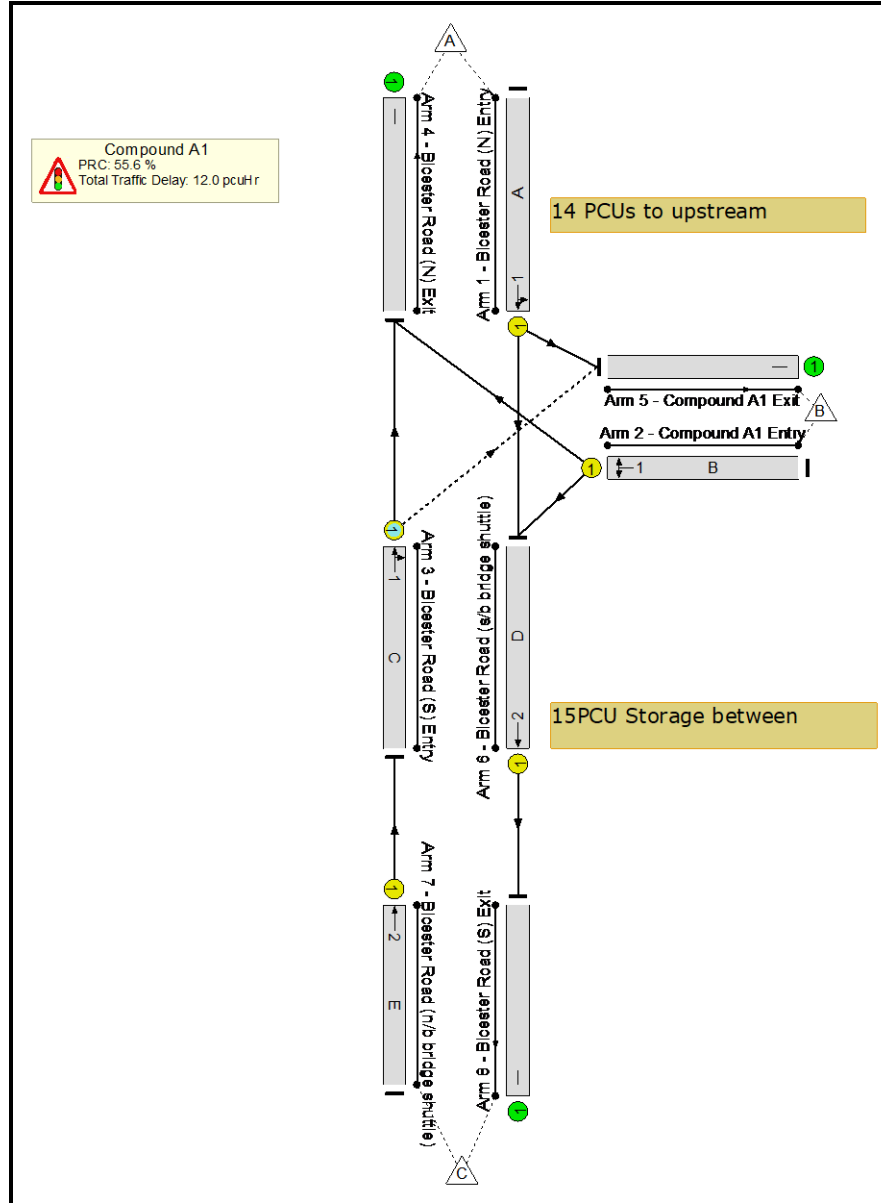 A
1
Arm 4 - Bicester Road (N) Exit
Arm 1 - Bicester Road (N) Entry
A
1
1
Compound A1
PRC: 55.6 %
Total Traffic Delay: 12.0 pcuHr
14 PCUs to upstream
1
Arm 5 - Compound A1 Exit
B
Arm 2 - Compound A1 Entry
1
1
B
1
Arm 3 - Bicester Road (S) Entry
1
C
Arm 6 - Bicester Road (s/b bridge shuttle)
D
2
15PCU Storage between
1
1
2
E
Arm 7 - Bicester Road (n/b bridge shuttle)
Arm 8 - Bicester Road (S) Exit
1
C